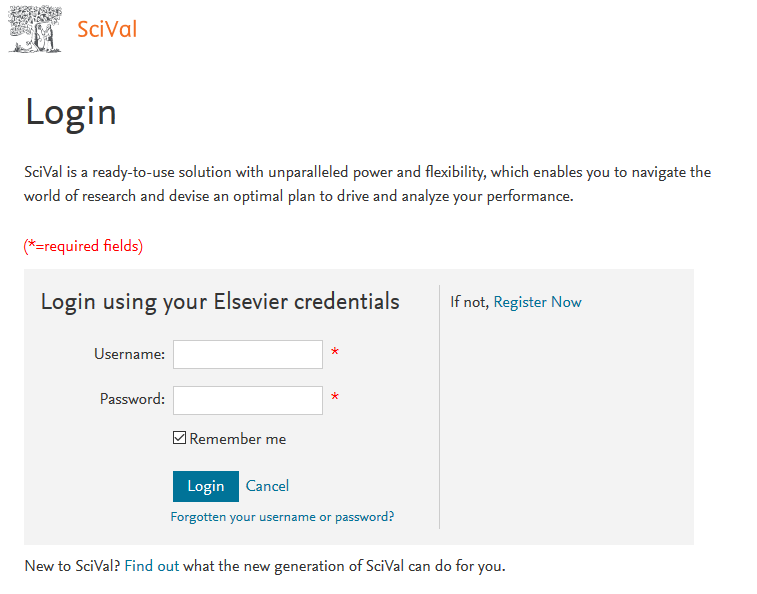 SciVal
Login
SciVal is a ready-to-use solution with unparalleled power and flexibility, which enables you to navigate the
world of research and devise an optimal plan to drive and analyze your performance.
(*=required fields)
Login using your Elsevier credentials
Username: *
Password: *
Remember me
Login Cancel
Forgotten your username or password?
If not, Register Now
New to SciVal? Find out what the new generation of SciVal can do for you.